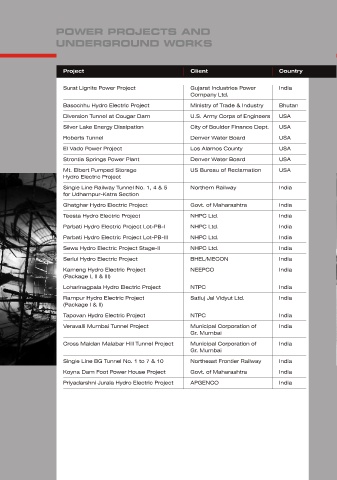 POWER PROJECTS AND
UNDERGROUND WORKS
Project Client Country
Surat Lignite Power Project Gujarat Industries Power India
Company Ltd.
Basochhu Hydro Electric Project Ministry of Trade & Industry Bhutan
Diversion Tunnel at Cougar Dam U.S. Army Corps of Engineers USA
Silver Lake Energy Dissipation City of Boulder Finance Dept. USA
Roberts Tunnel Denver Water Board USA
El Vado Power Project Los Alamos County USA
Strontia Springs Power Plant Denver Water Board USA
Mt. Elbert Pumped Storage US Bureau of Reclamation USA
Hydro Electric Project
Single Line Railway Tunnel No. 1, 4 & 5 Northern Railway India
for Udhampur-Katra Section
Ghatghar Hydro Electric Project Govt. of Maharashtra India
Teesta Hydro Electric Project NHPC Ltd. India
Parbati Hydro Electric Project Lot-PB-I NHPC Ltd. India
Parbati Hydro Electric Project Lot-PB-III NHPC Ltd. India
Sewa Hydro Electric Project Stage-II NHPC Ltd. India
Serlui Hydro Electric Project BHEL/MECON India
Kameng Hydro Electric Project NEEPCO India
(Package I, II & III)
Loharinagpala Hydro Electric Project NTPC India
Rampur Hydro Electric Project Satluj Jal Vidyut Ltd. India
(Package I & II)
Tapovan Hydro Electric Project NTPC India
Veravalli Mumbai Tunnel Project Municipal Corporation of India
Gr. Mumbai
Cross Maidan Malabar Hill Tunnel Project Municipal Corporation of India
Gr. Mumbai
Single Line BG Tunnel No. 1 to 7 & 10 Northeast Frontier Railway India
Koyna Dam Foot Power House Project Govt. of Maharashtra India
Priyadarshni Jurala Hydro Electric Project APGENCO India